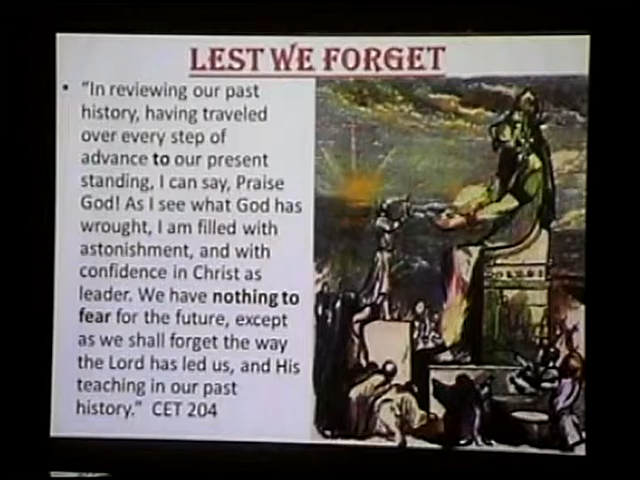 LEST WE FORGET
• "In reviewing our past
history, having traveled
over every step of
advance to our present
standing, I can say, Praise
God! As I see what God has
wrought, I am filled with
astonishment, and with
confidence in Christ as
leader. We have nothing to
fear for the future, except
as we shall forget the way
the Lord has led us, and His
teaching in our past
history." CET 204